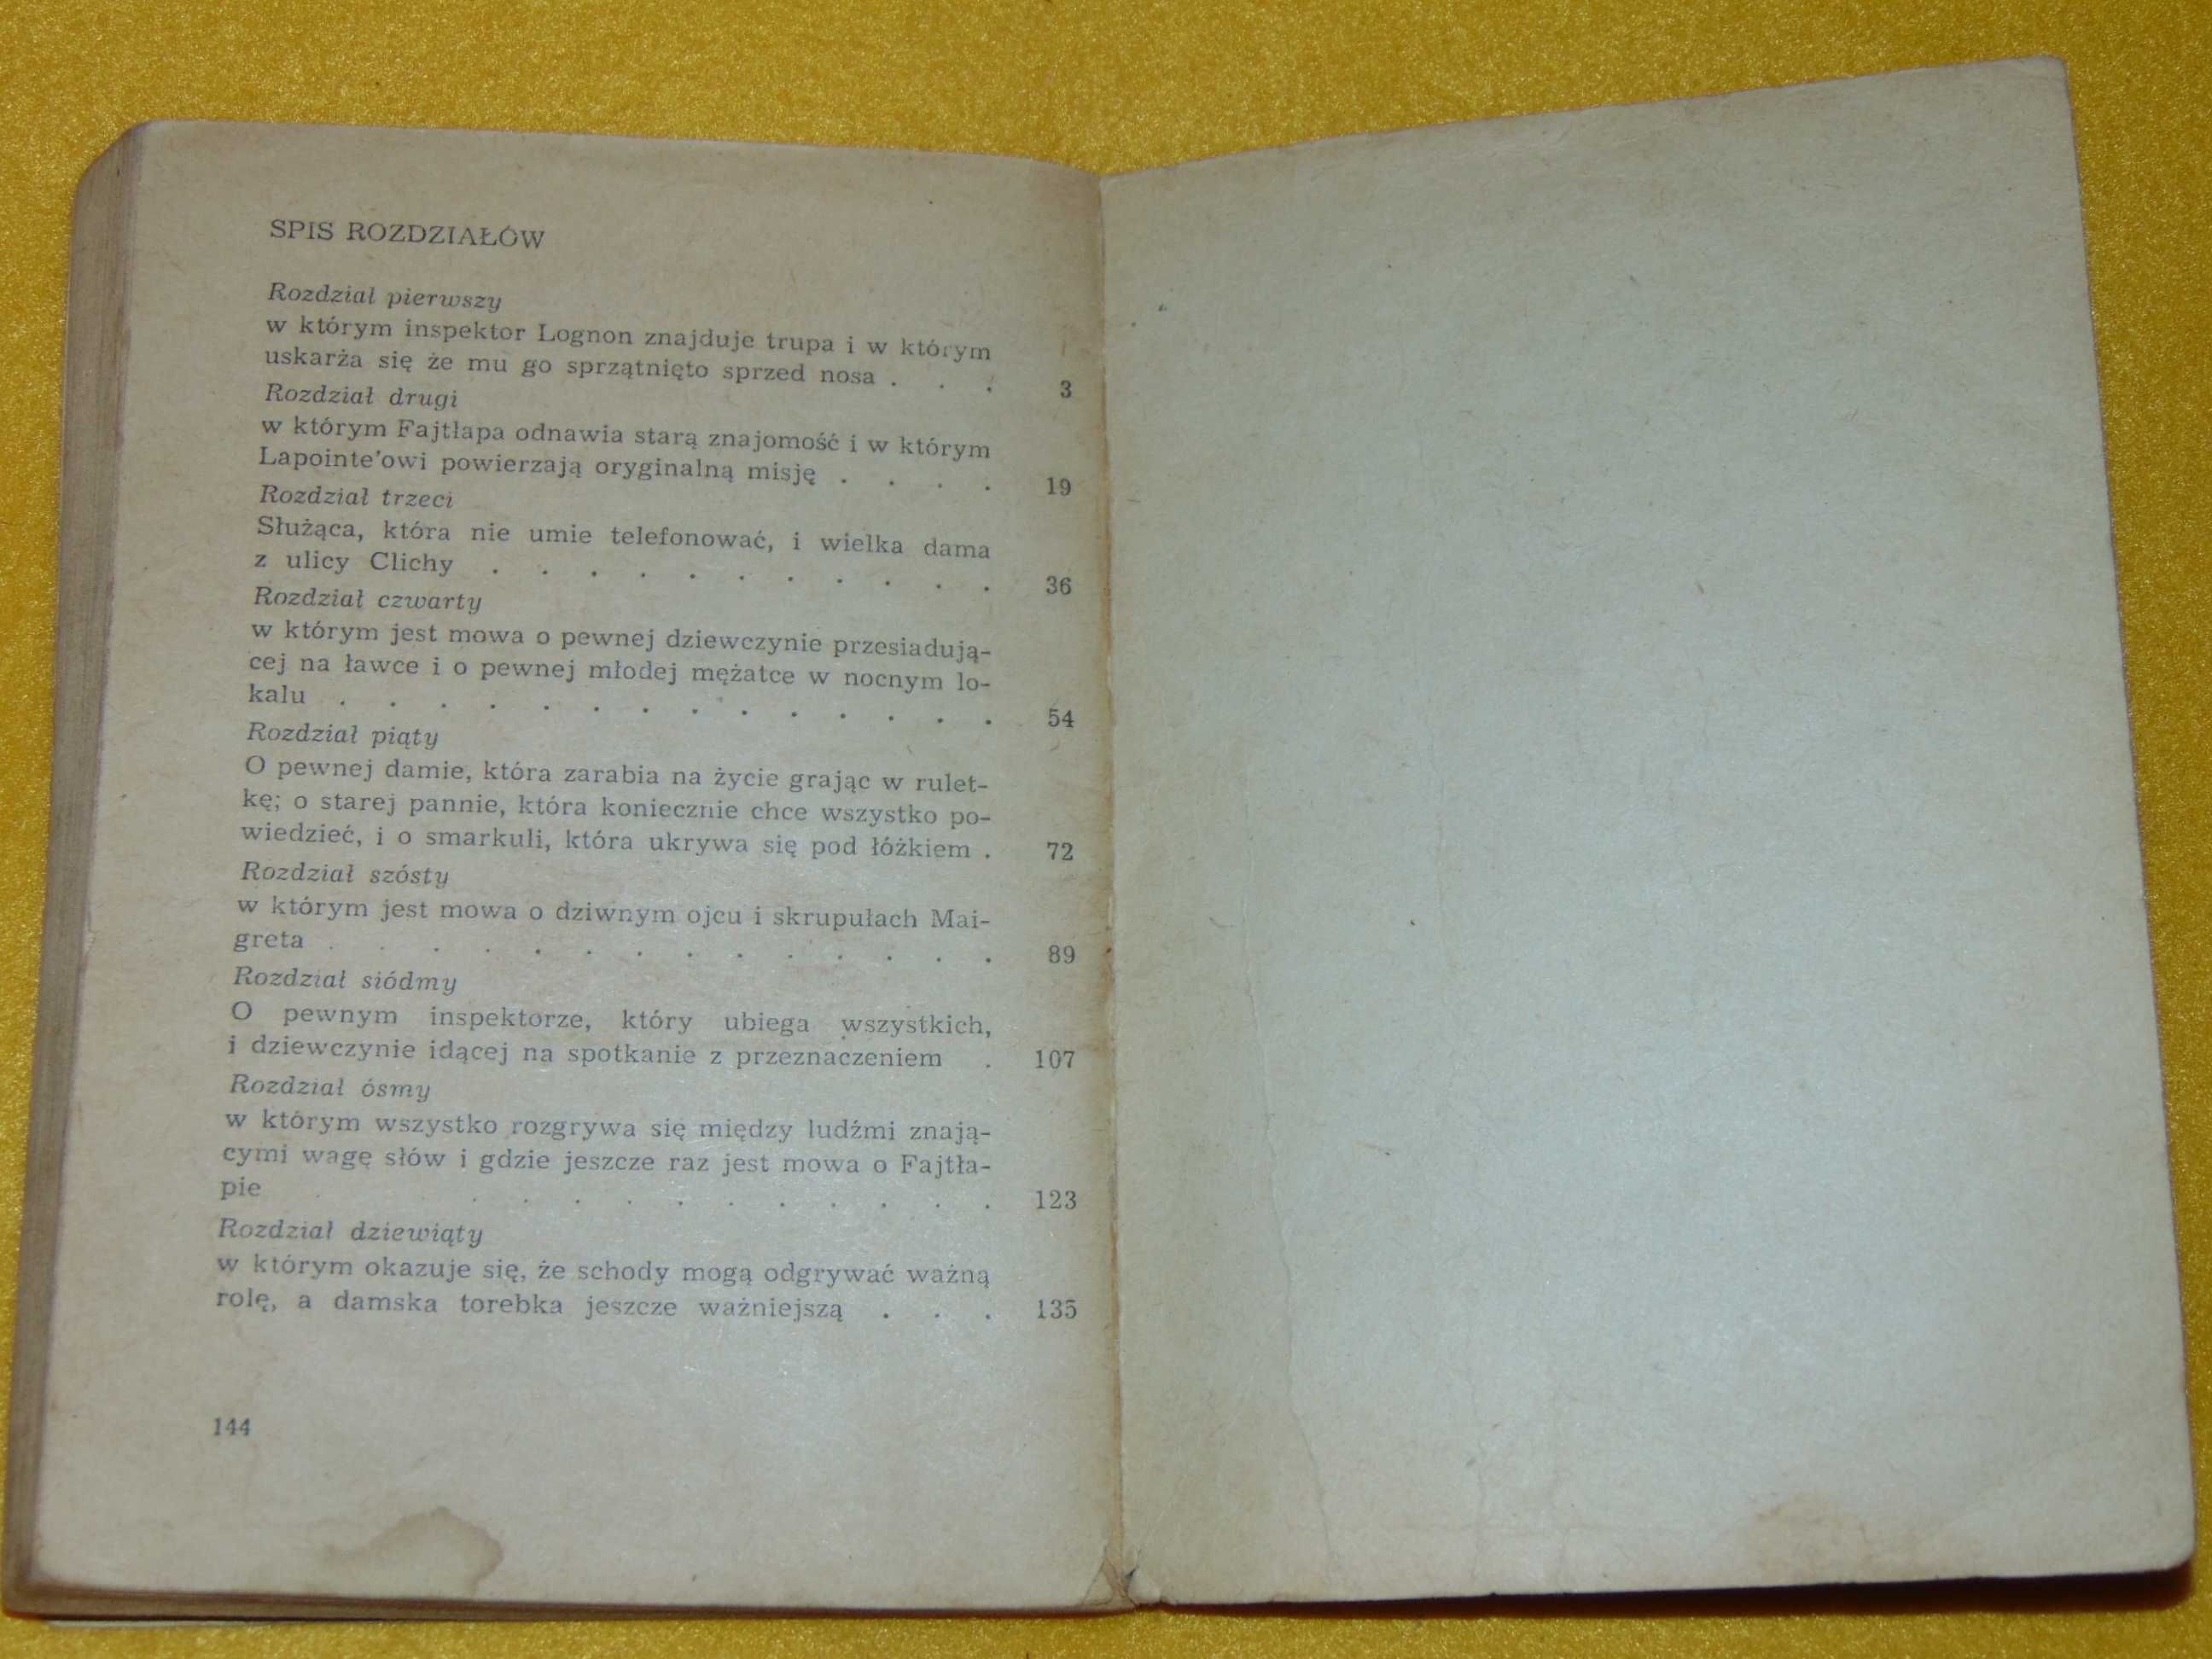 SPIS ROZDZIAŁÓW
Rozdział pierwszy
w którym inspektor Lognon znajduje trupa i w którym
uskarża się że mu go sprzątnięto sprzed nosa . . . 3
Rozdział drugi
w którym Fajtłapa odnawia starą znajomość i w którym
Lapointe'owi powierzają oryginalną misję . . . . 19
Rozdział trzeci
Służąca, która nie umie telefonować, i wielka dama
z ulicy Clichy . . . . . . . . . . . 36
Rozdział czwarty
w którym jest mowa o pewnej dziewczynie przesiadują-
cej na ławce i o pewnej młodej mężatce w nocnym lo-
kalu . . . . . . . . . . . . . . 54
Rozdział piąty
O pewnej damie, która zarabia na życie grając w rulet-
kę; o starej pannie, która koniecznie chce wszystko po-
wiedzieć, i o smarkuli, która ukrywa się pod łóżkiem . 72
Rozdział szósty
w którym jest mowa o dziwnym ojcu i skrupułach Mai-
greta . . . . . . . . . . . . . . 89
Rozdział siódmy
O pewnym inspektorze, który ubiega wszystkich,
i dziewczynie idącej na spotkanie z przeznaczeniem . 107
Rozdział ósmy
w którym wszystko rozgrywa się między ludźmi znają-
cymi wagę słów i gdzie jeszcze raz jest mowa o Fajtła-
pie . . . . . . . . . . . . 123
Rozdział dziewiąty
w którym okazuje się, że schody mogą odgrywać ważną
rolę, a damska torebka jeszcze ważniejszą . . . 135
144